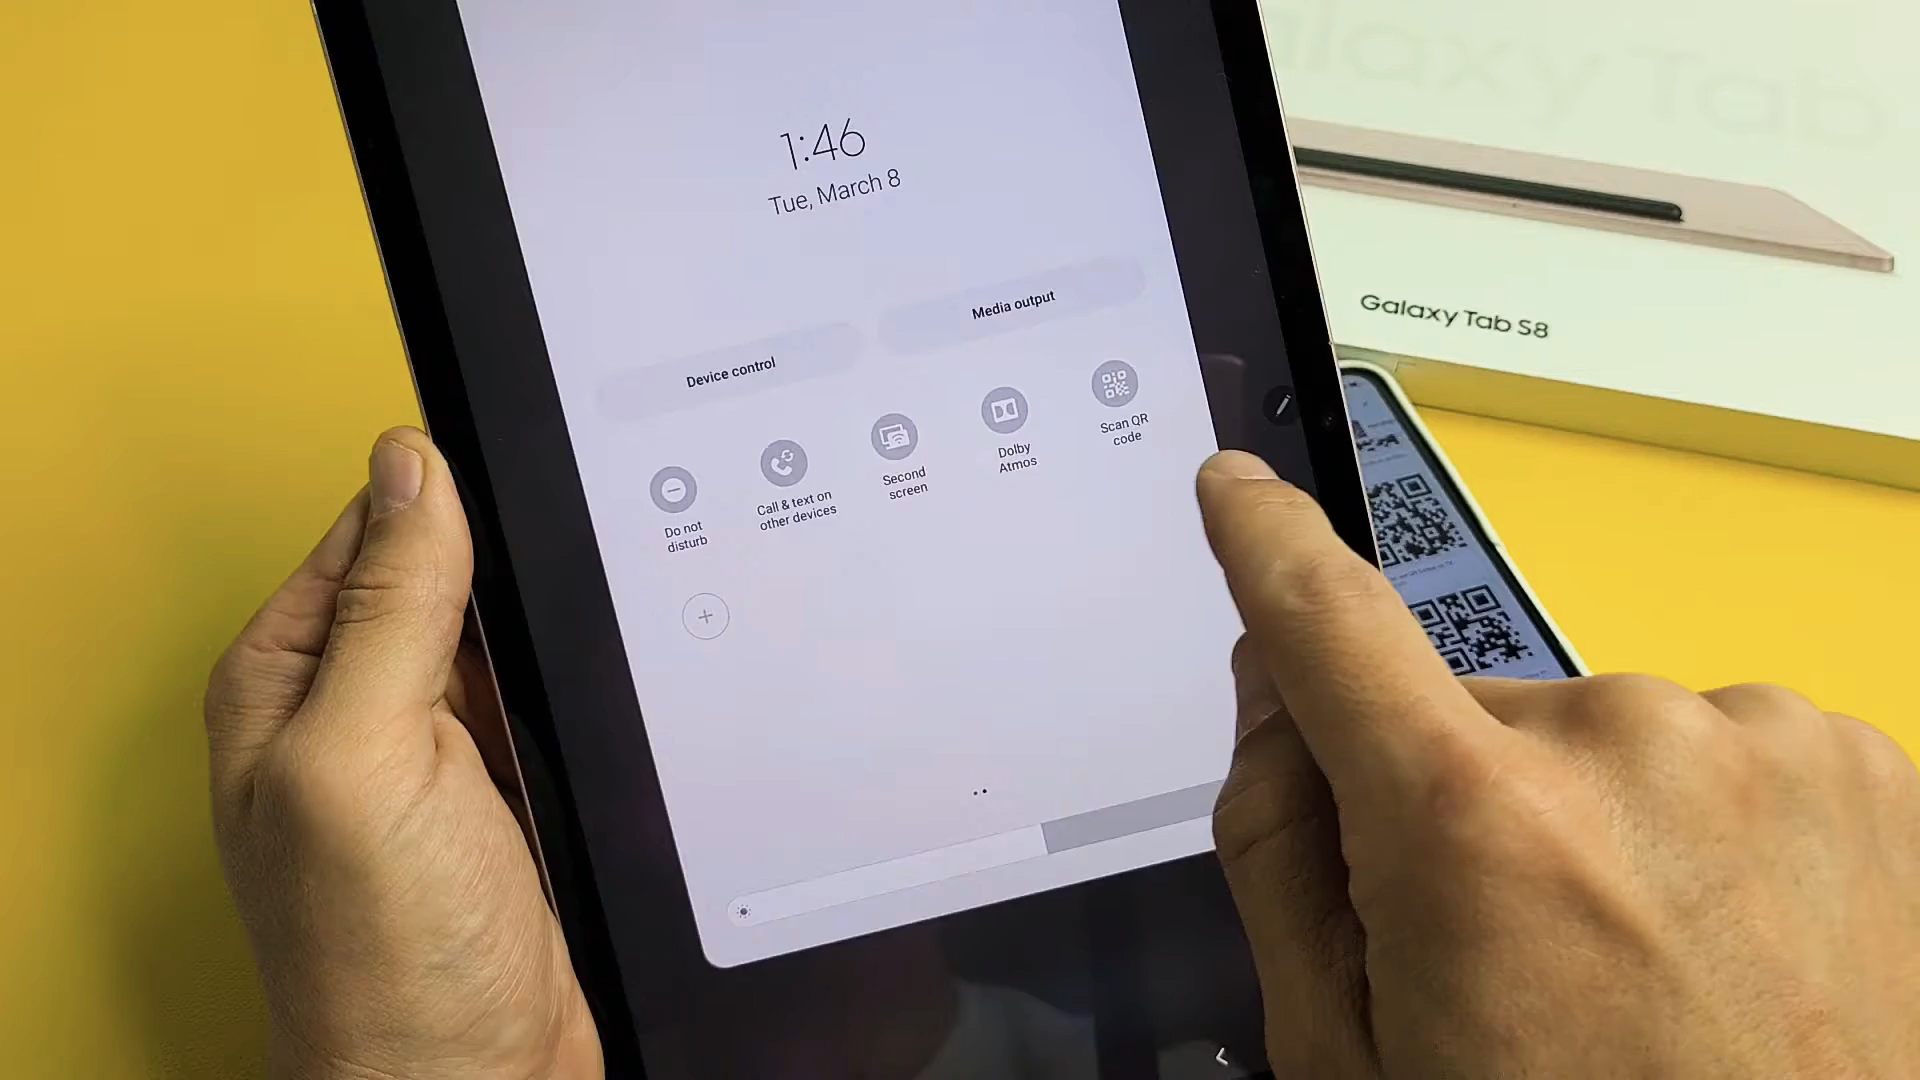 alaxy Tab
1:46
Tue, March 8
Media output
Device control
Galaxy Tab S8
Scan QR
code
Dolby
Atmos
Second
screen
Call & text on
other devices
Do not
disturb